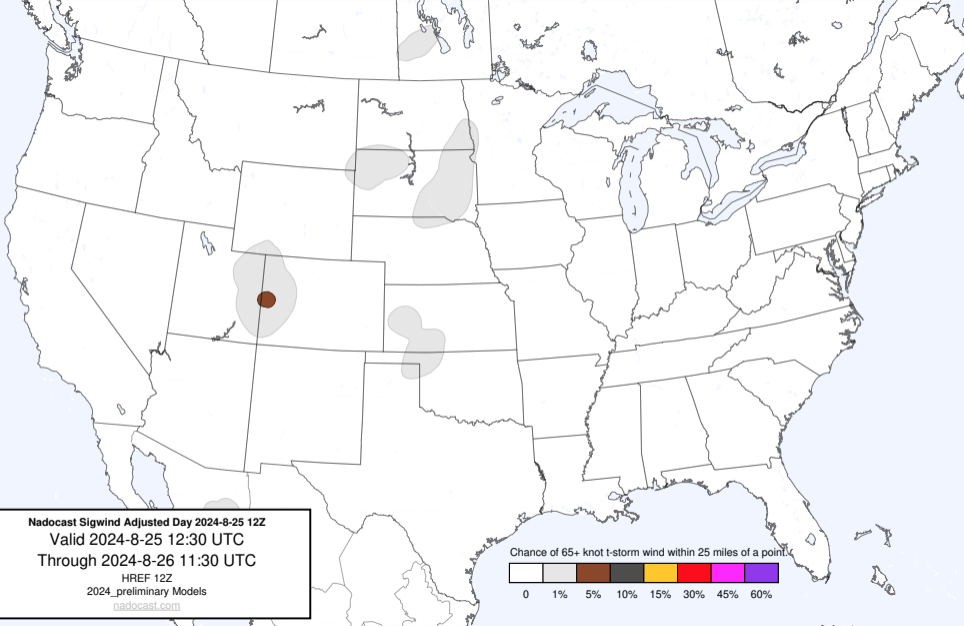 Nadocast Sigwind Adjusted Day 2024-8-25 12Z
Valid 2024-8-25 12:30 UTC
Through 2024-8-26 11:30 UTC
HREF 12Z
2024_preliminary Models
nadocast.com
Chance of 65+ knot t-storm wind within 25 miles of a point.
0 1% 5% 10% 15% 30% 45% 60%